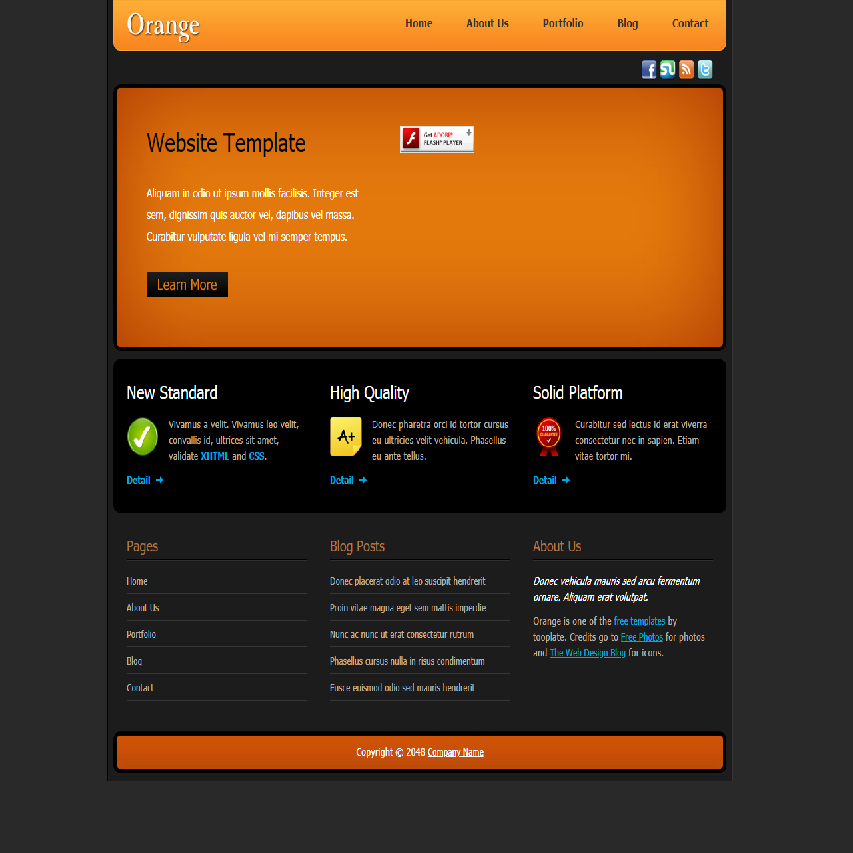 Orange
Home About Us Portfolio Blog Contact
Website Template
Get ADOBE®
FLASH® PLAYER
Aliquam in odio ut ipsum mollis facilisis. Integer est
sem, dignissim quis auctor vel, dapibus vel massa.
Curabitur vulputate ligula vel mi semper tempus.
Learn More
New Standard
Vivamus a velit. Vivamus leo velit,
convallis id, ultrices sit amet,
validate XHTML and CSS.
Detail
High Quality
A+
Donec pharetra orci id tortor cursus
eu ultricies velit vehicula. Phasellus
eu ante tellus.
Detail
Solid Platform
100%
Curabitur sed lectus id erat viverra
consectetur nec in sapien. Etiam
vitae tortor mi.
Detail
Pages
Home
About Us
Portfolio
Blog
Contact
Blog Posts
Donec placerat odio at leo suscipit hendrerit
Proin vitae magna eget sem mattis imperdie
Nunc ac nunc ut erat consectetur rutrum
Phasellus cursus nulla in risus condimentum
Fusce euismod odio sed mauris hendrerit
About Us
Donec vehicula mauris sed arcu fermentum
ornare. Aliquam erat volutpat.
Orange is one of the free templates by
tooplate. Credits go to Free Photos for photos
and The Web Design Blog for icons.
Copyright © 2048 Company Name